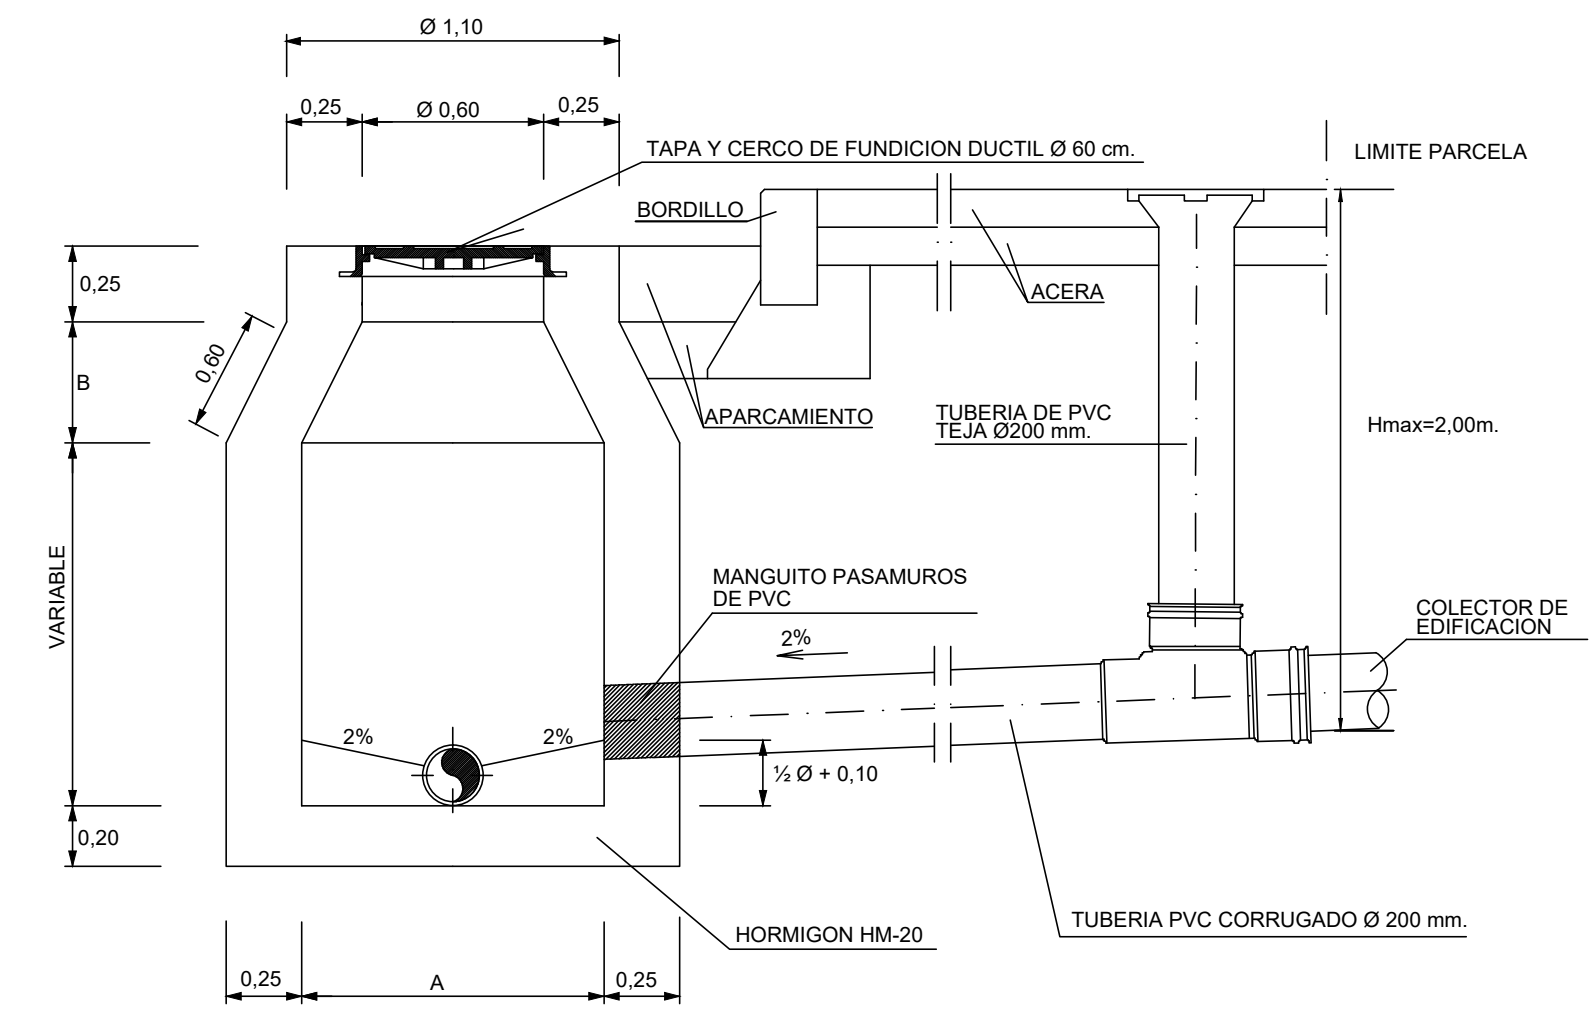 Ø 1,10
0,25
Ø 0,60
0,25
TAPA Y CERCO DE FUNDICION DUCTIL Ø 60 cm.
LIMITE PARCELA
BORDILLO
0,25
ACERA
0,60
B
APARCAMIENTO
TUBERIA DE PVC
TEJA Ø200 mm.
Hmax=2,00m.
VARIABLE
MANGUITO PASAMUROS
DE PVC
2%
COLECTOR DE
EDIFICACION
2%
2%
½ Ø + 0,10
0,20
TUBERIA PVC CORRUGADO Ø 200 mm.
HORMIGON HM-20
0,25
A
0,25